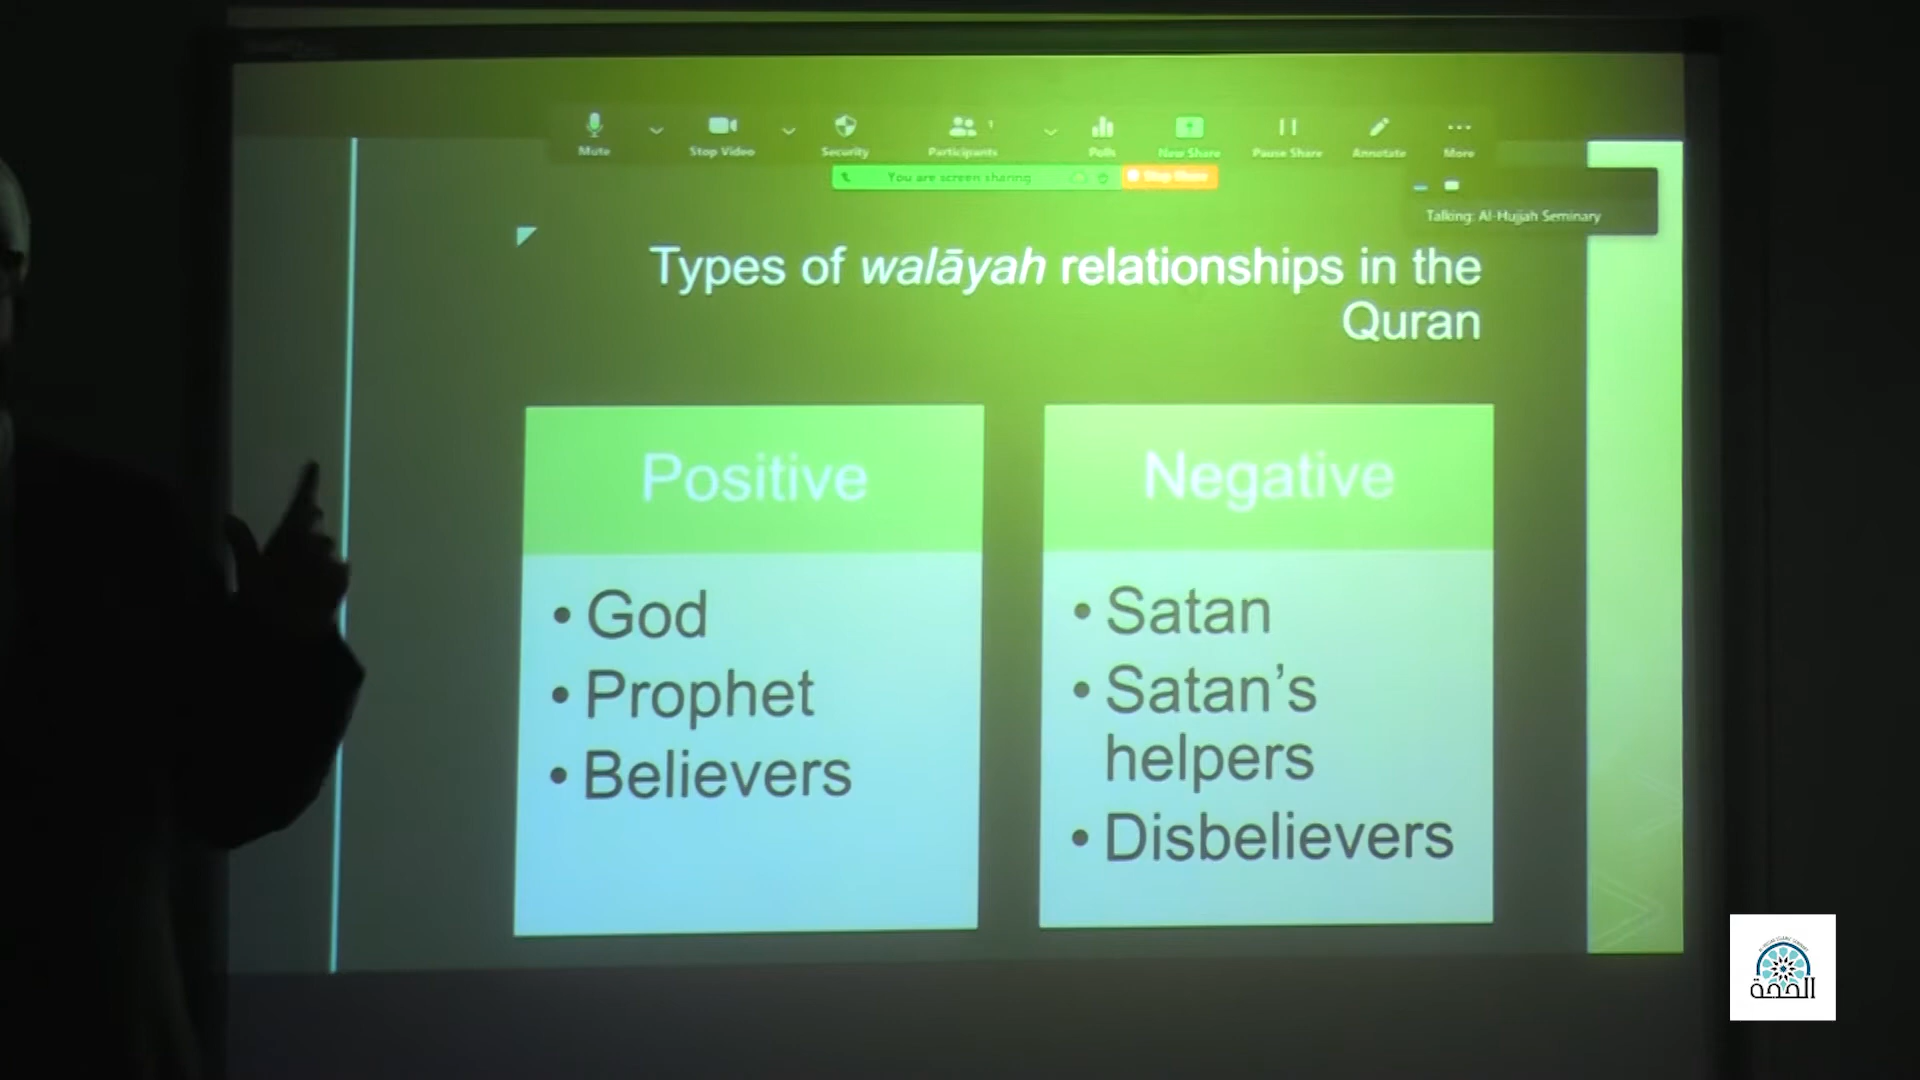 Mute
Stop Video
Security
Participants
1
Polls
New Share
Pause Share
Annotate
More
You are screen sharing
Stop Share
Talking: Al-Hujjah Seminary
Types of walāyah relationships in the
Quran
Positive
• God
• Prophet
• Believers
Negative
• Satan
• Satan's
helpers
• Disbelievers
الحجة